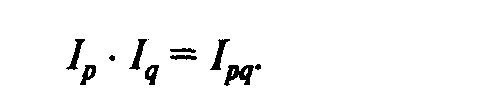 I_p · I_q = I_{pq}.